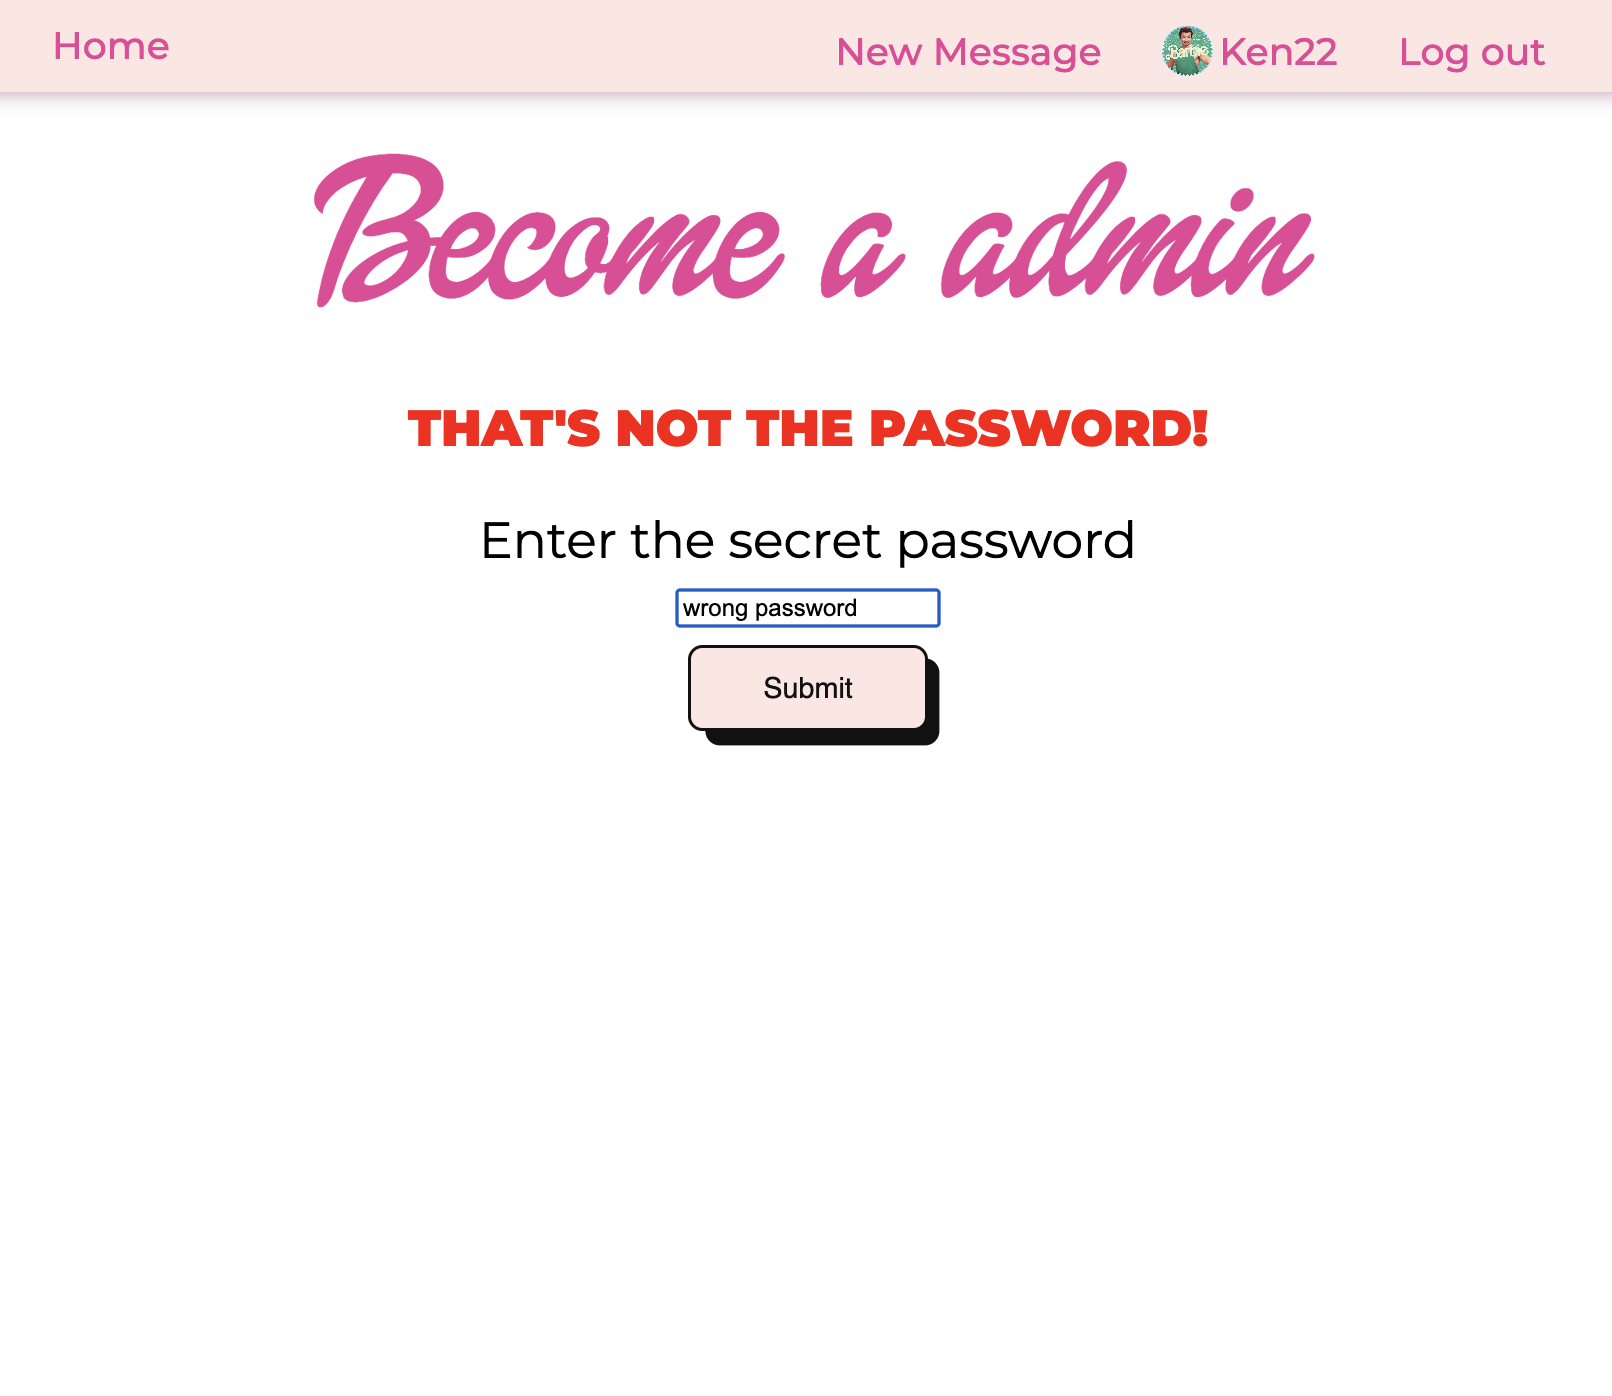 Home
New Message
Barbie
Ken22
Log out
Become a admin
THAT'S NOT THE PASSWORD!
Enter the secret password
wrong password
Submit